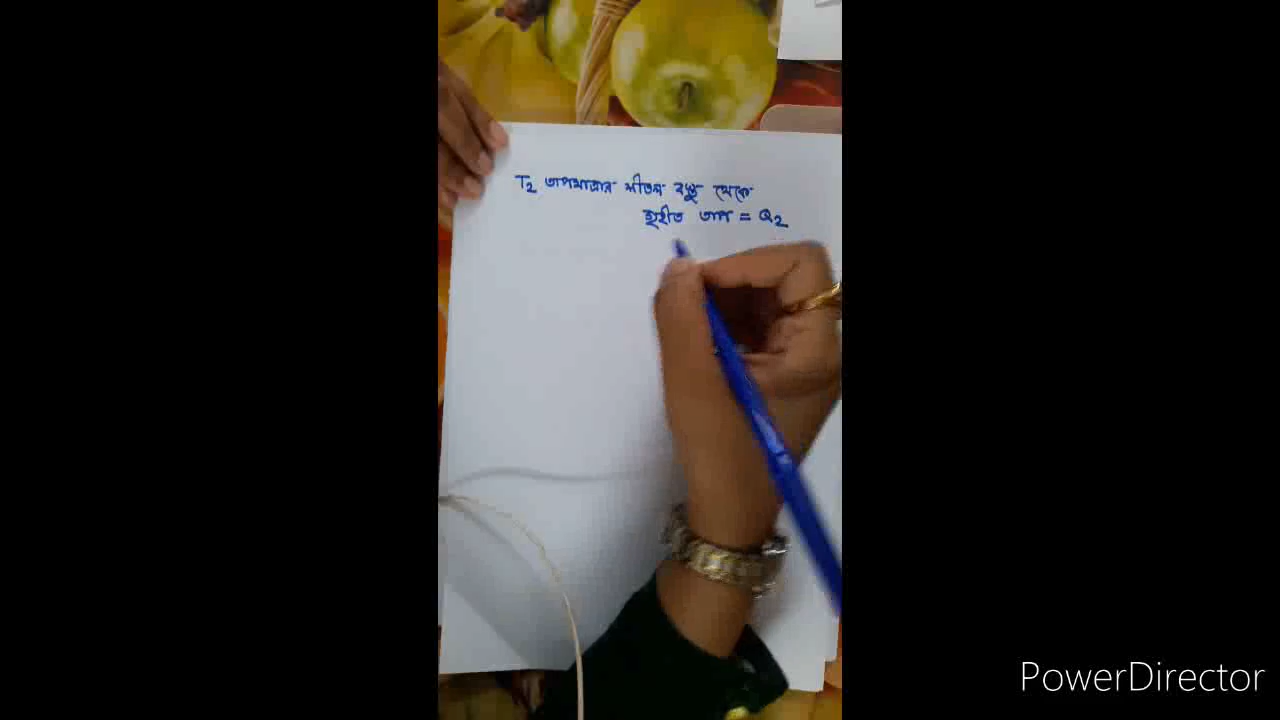 T2 তাপমাত্রার শীতল বস্তু থেকে
গৃহীত তাপ = Q2
PowerDirector